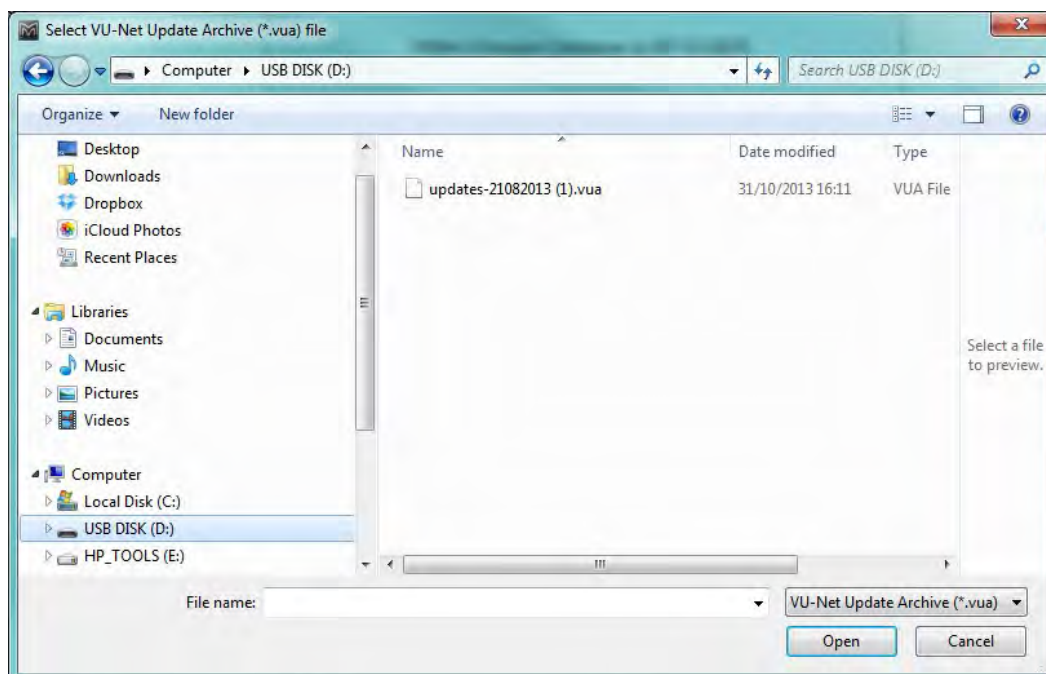 Select VU-Net Update Archive (*.vua) file
Computer USB DISK (D:)
Search USB DISK (D:)
Organize New folder
Desktop
Downloads
Dropbox
iCloud Photos
Recent Places
Libraries
Documents
Music
Pictures
Videos
Computer
Local Disk (C:)
USB DISK (D:)
HP_TOOLS (E:)
Name Date modified Type
updates-21082013 (1).vua 31/10/2013 16:11 VUA File
Select a file
to preview.
File name: VU-Net Update Archive (*.vua)
Open Cancel